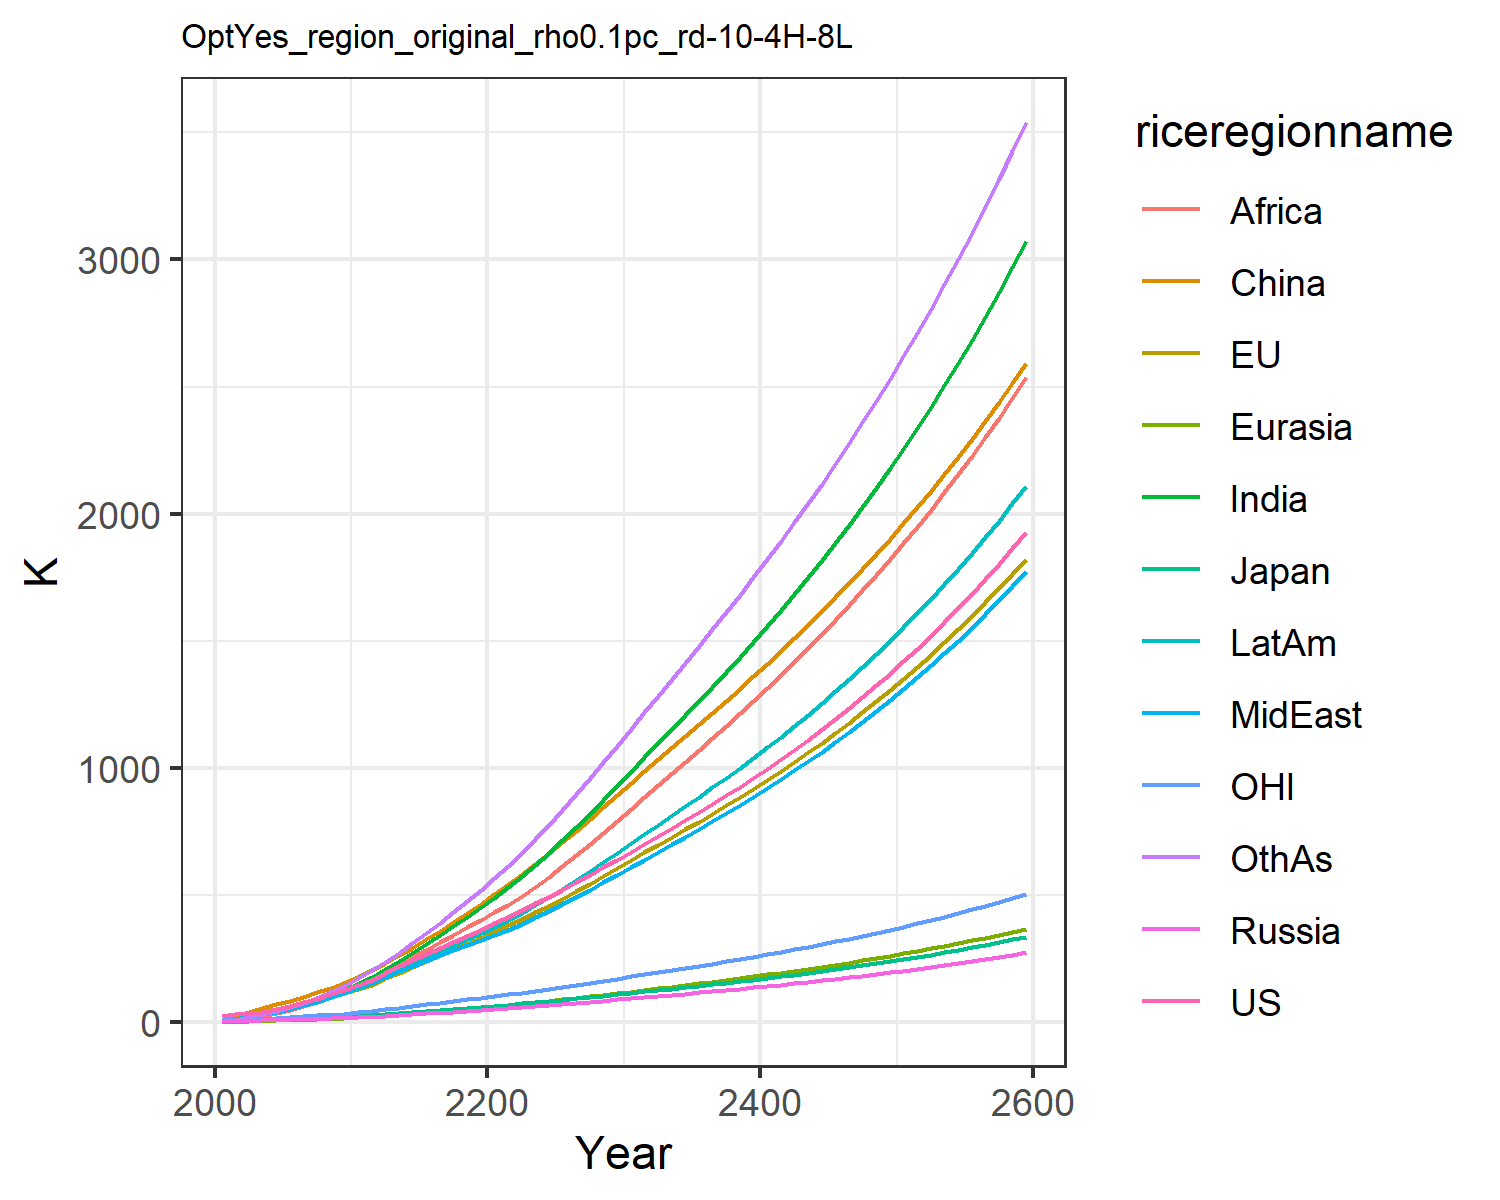 OptYes_region_original_rho0.1pc_rd-10-4H-8L
K
3000
2000
1000
0
2000 2200 2400 2600
Year
riceregionname
Africa
China
EU
Eurasia
India
Japan
LatAm
MidEast
OHI
OthAs
Russia
US